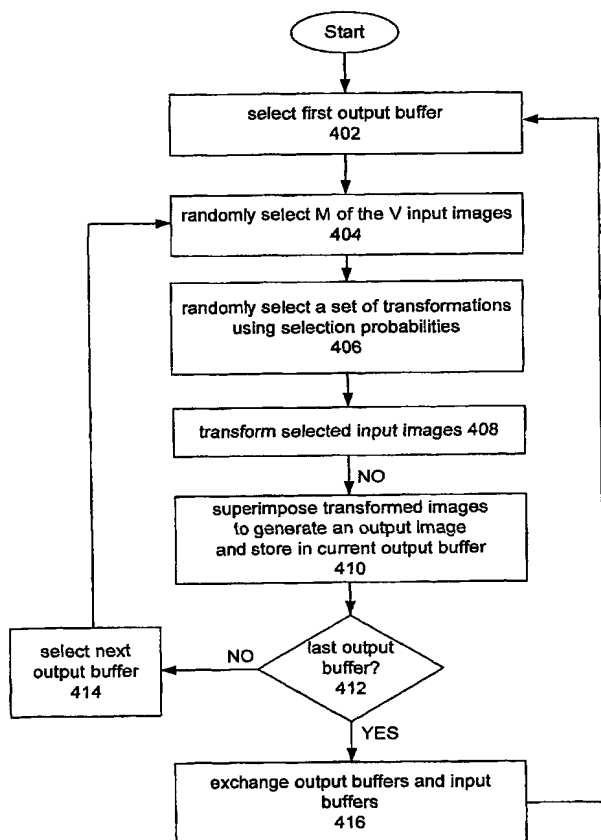 Start
select first output buffer
402
randomly select M of the V input images
404
randomly select a set of transformations
using selection probabilities
406
transform selected input images 408
NO
superimpose transformed images
to generate an output image
and store in current output buffer
410
last output
buffer?
412
NO
select next
output buffer
414
YES
exchange output buffers and input
buffers
416